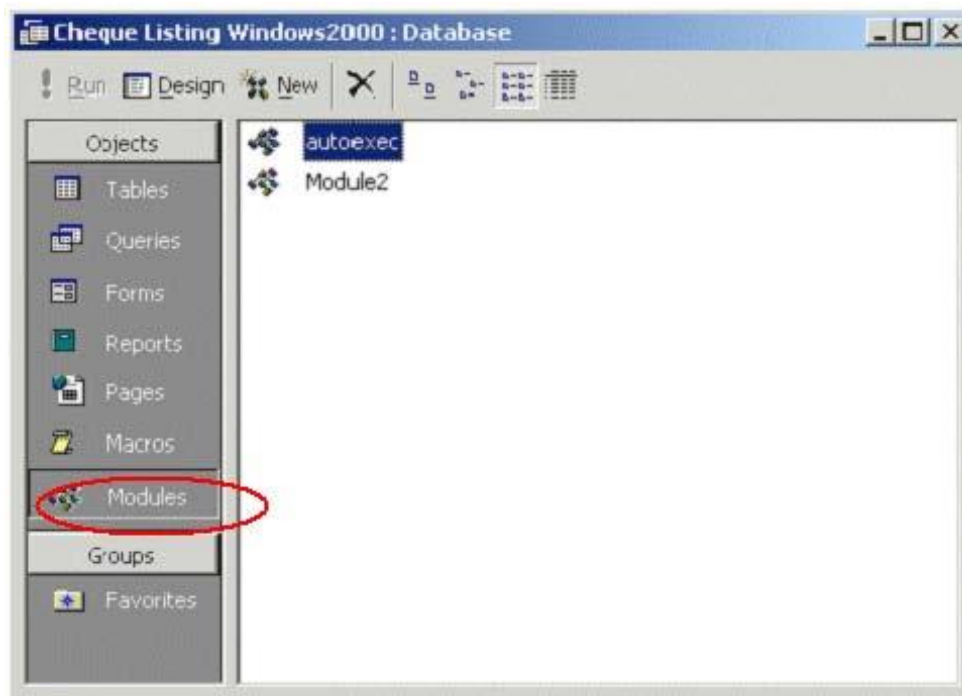 Cheque Listing Windows2000 : Database
Run Design New
Objects
Tables
Queries
Forms
Reports
Pages
Macros
Modules
Groups
Favorites
autoexec
Module2